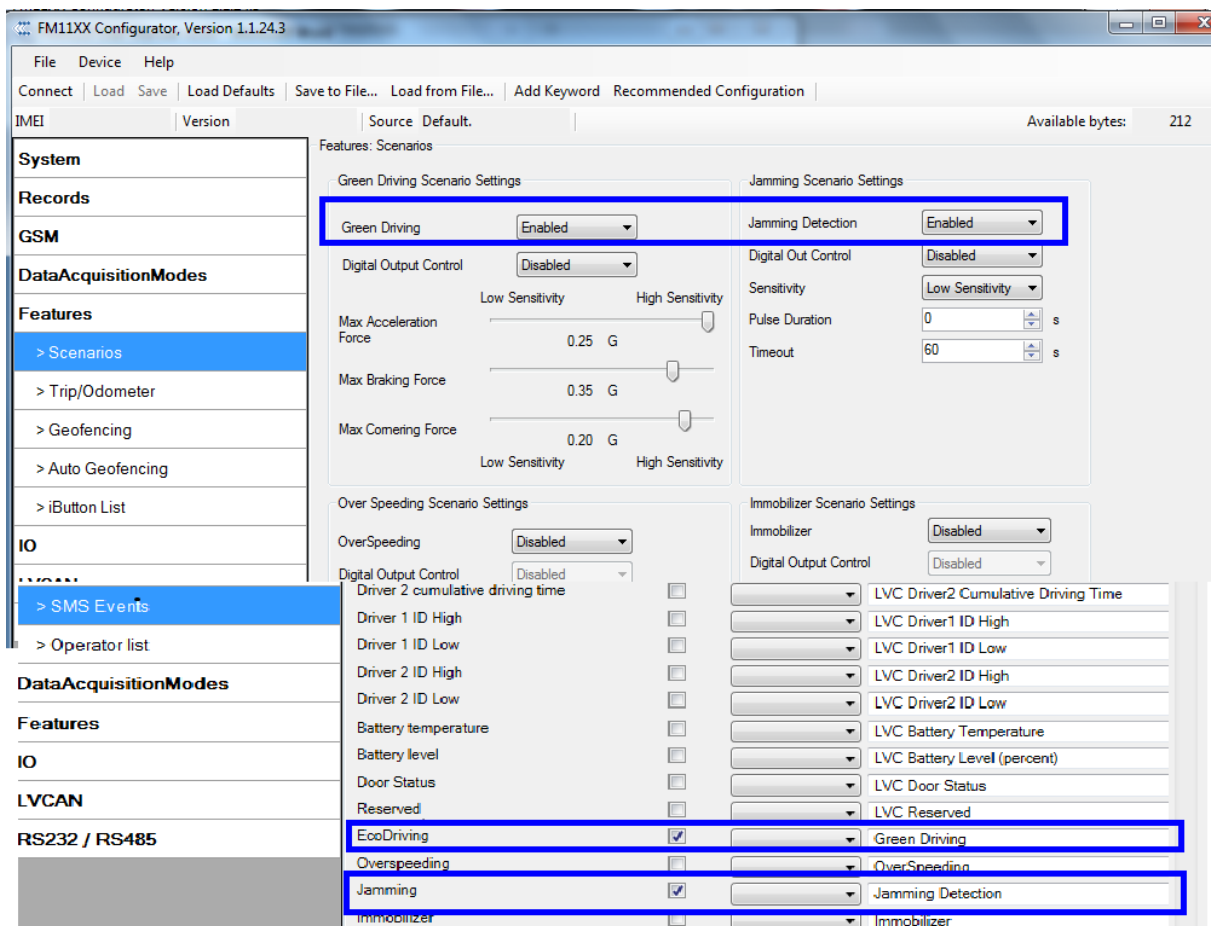 FM11XX Configurator, Version 1.1.24.3
File Device Help
Connect Load Save Load Defaults Save to File... Load from File... Add Keyword Recommended Configuration
IMEI Version Source Default. Available bytes: 212
System
Records
GSM
DataAcquisitionModes
Features
> Scenarios
> Trip/Odometer
> Geofencing
> Auto Geofencing
> iButton List
IO
LVCAN
Features: Scenarios
Green Driving Scenario Settings
Green Driving Enabled
Digital Output Control Disabled
Low Sensitivity High Sensitivity
Max Acceleration
Force
0.25 G
Max Braking Force
0.35 G
Max Cornering Force
0.20 G
Low Sensitivity High Sensitivity
Jamming Scenario Settings
Jamming Detection Enabled
Digital Out Control Disabled
Sensitivity Low Sensitivity
Pulse Duration 0 s
Timeout 60 s
Over Speeding Scenario Settings
OverSpeeding Disabled
Digital Output Control Disabled
Immobilizer Scenario Settings
Immobilizer Disabled
Digital Output Control Disabled
> SMS Events
> Operator list
DataAcquisitionModes
Features
IO
LVCAN
RS232 / RS485
Driver 2 cumulative driving time LVC Driver2 Cumulative Driving Time
Driver 1 ID High LVC Driver1 ID High
Driver 1 ID Low LVC Driver1 ID Low
Driver 2 ID High LVC Driver2 ID High
Driver 2 ID Low LVC Driver2 ID Low
Battery temperature LVC Battery Temperature
Battery level LVC Battery Level (percent)
Door Status LVC Door Status
Reserved LVC Reserved
EcoDriving Green Driving
Overspeeding OverSpeeding
Jamming Jamming Detection
Immobilizer Immobilizer